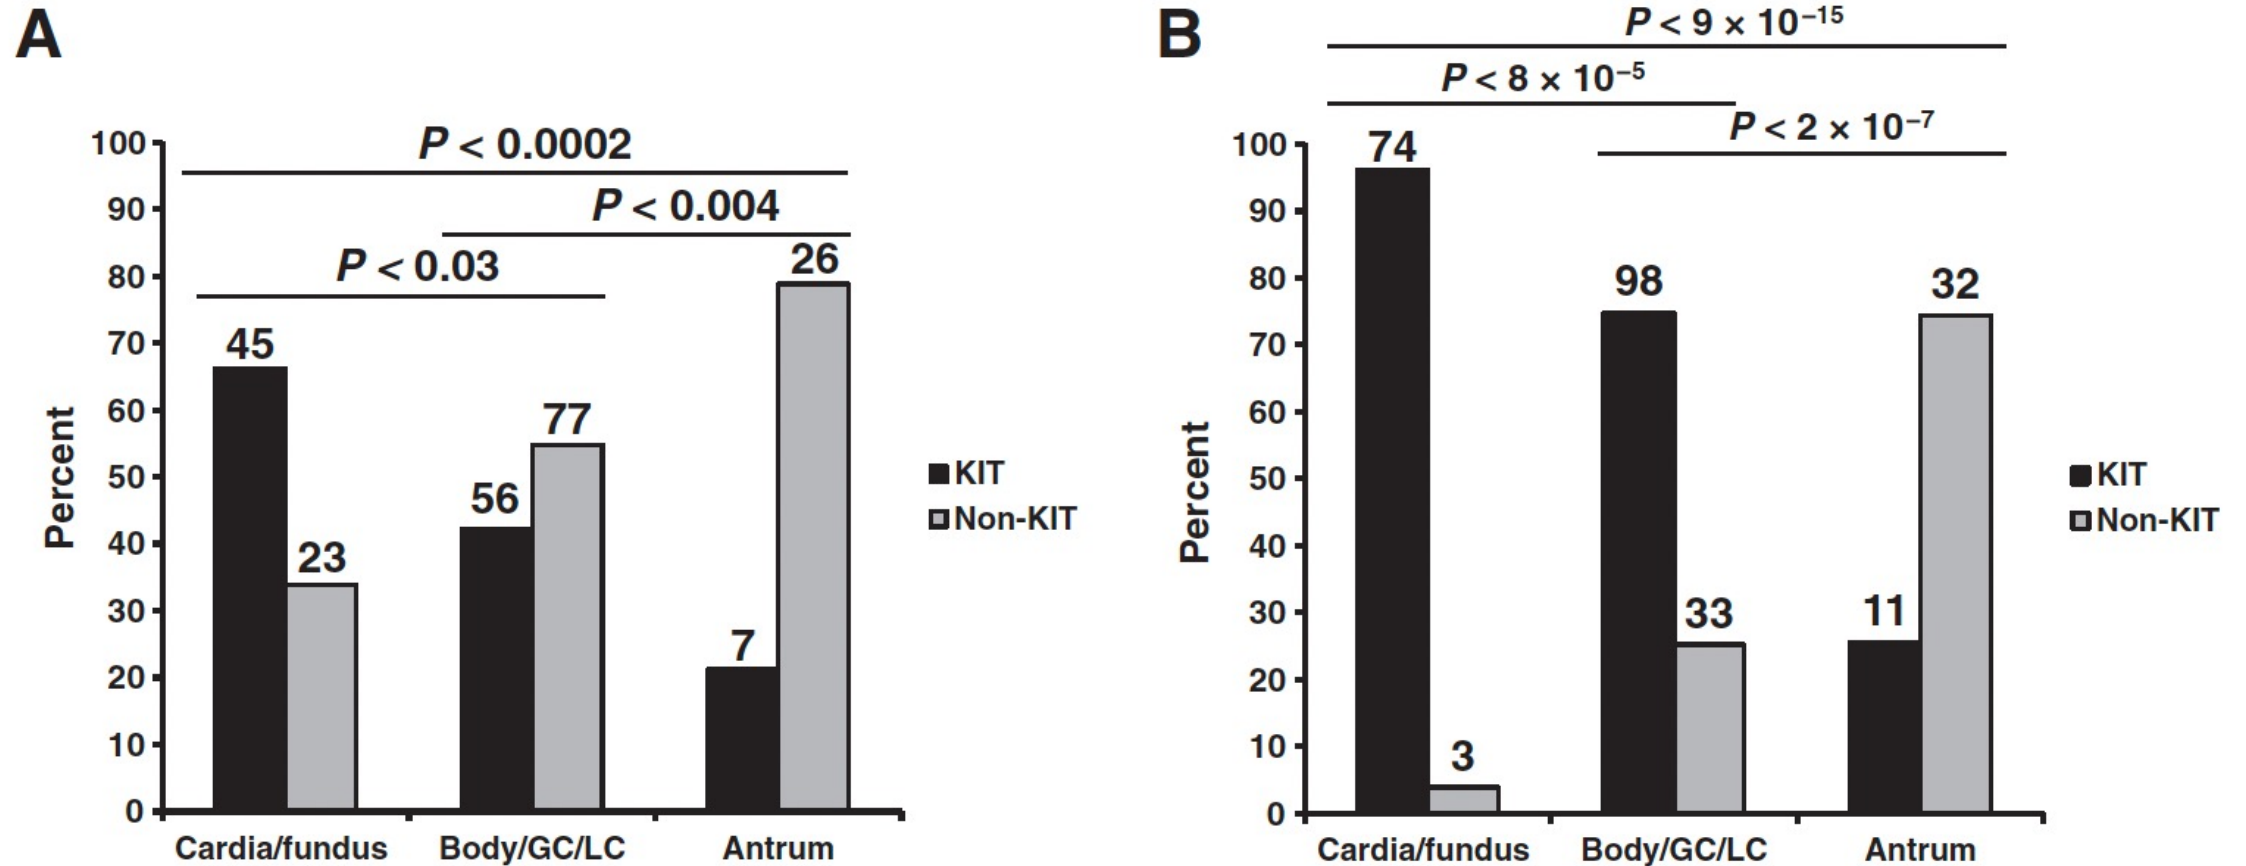 A
P < 0.0002
P < 0.004
P < 0.03
100
90
80
70
60
50
40
30
20
10
0
Percent
45
23
56
77
7
26
Cardia/fundus
Body/GC/LC
Antrum
KIT
Non-KIT
B
P < 9 × 10⁻¹⁵
P < 8 × 10⁻⁵
P < 2 × 10⁻⁷
100
90
80
70
60
50
40
30
20
10
0
Percent
74
3
98
33
11
32
Cardia/fundus
Body/GC/LC
Antrum
KIT
Non-KIT